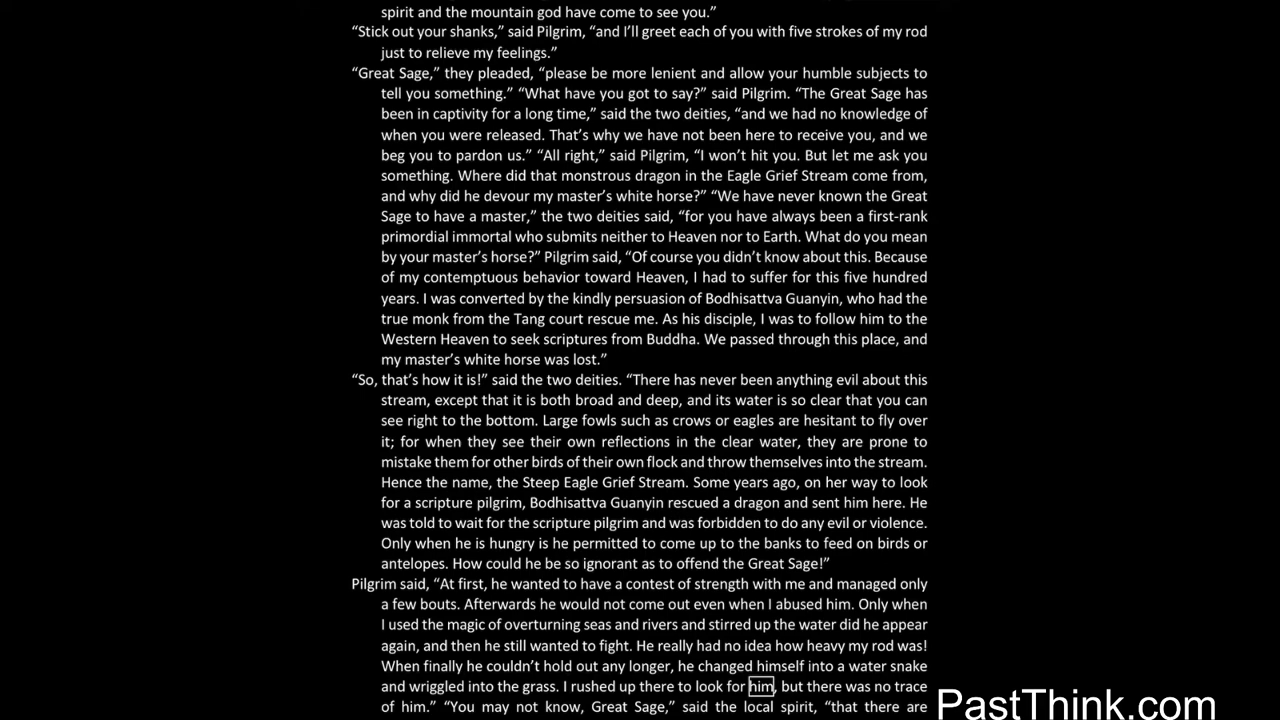 spirit and the mountain god have come to see you.”
“Stick out your shanks,” said Pilgrim, “and I’ll greet each of you with five strokes of my rod
just to relieve my feelings.”
“Great Sage,” they pleaded, “please be more lenient and allow your humble subjects to
tell you something.” “What have you got to say?” said Pilgrim. “The Great Sage has
been in captivity for a long time,” said the two deities, “and we had no knowledge of
when you were released. That’s why we have not been here to receive you, and we
beg you to pardon us.” “All right,” said Pilgrim, “I won’t hit you. But let me ask you
something. Where did that monstrous dragon in the Eagle Grief Stream come from,
and why did he devour my master’s white horse?” “We have never known the Great
Sage to have a master,” the two deities said, “for you have always been a first-rank
primordial immortal who submits neither to Heaven nor to Earth. What do you mean
by your master’s horse?” Pilgrim said, “Of course you didn’t know about this. Because
of my contemptuous behavior toward Heaven, I had to suffer for this five hundred
years. I was converted by the kindly persuasion of Bodhisattva Guanyin, who had the
true monk from the Tang court rescue me. As his disciple, I was to follow him to the
Western Heaven to seek scriptures from Buddha. We passed through this place, and
my master’s white horse was lost.”
“So, that’s how it is!” said the two deities. “There has never been anything evil about this
stream, except that it is both broad and deep, and its water is so clear that you can
see right to the bottom. Large fowls such as crows or eagles are hesitant to fly over
it; for when they see their own reflections in the clear water, they are prone to
mistake them for other birds of their own flock and throw themselves into the stream.
Hence the name, the Steep Eagle Grief Stream. Some years ago, on her way to look
for a scripture pilgrim, Bodhisattva Guanyin rescued a dragon and sent him here. He
was told to wait for the scripture pilgrim and was forbidden to do any evil or violence.
Only when he is hungry is he permitted to come up to the banks to feed on birds or
antelopes. How could he be so ignorant as to offend the Great Sage!”
Pilgrim said, “At first, he wanted to have a contest of strength with me and managed only
a few bouts. Afterwards he would not come out even when I abused him. Only when
I used the magic of overturning seas and rivers and stirred up the water did he appear
again, and then he still wanted to fight. He really had no idea how heavy my rod was!
When finally he couldn’t hold out any longer, he changed himself into a water snake
and wriggled into the grass. I rushed up there to look for him, but there was no trace
of him.” “You may not know, Great Sage,” said the local spirit, “that there are
PastThink.com